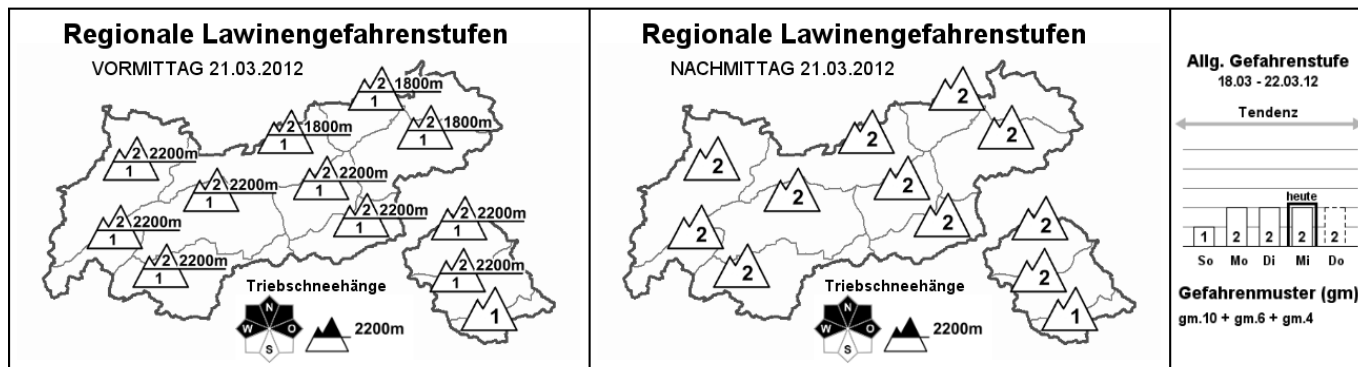 Regionale Lawinengefahrenstufen
VORMITTAG 21.03.2012
2 1800m
1
2 1800m
1
2 1800m
1
2 2200m
1
2 2200m
1
2 2200m
1
2 2200m
1
2 2200m
1
2 2200m
1
2 2200m
1
2 2200m
1
1
Triebschneehänge
N
W O
S
2200m
Regionale Lawinengefahrenstufen
NACHMITTAG 21.03.2012
2
2
2
2
2
2
2
2
2
2
2
1
Triebschneehänge
N
W O
S
2200m
Allg. Gefahrenstufe
18.03 - 22.03.12
Tendenz
heute
1 2 2 2 2
So Mo Di Mi Do
Gefahrenmuster (gm)
gm.10 + gm.6 + gm.4